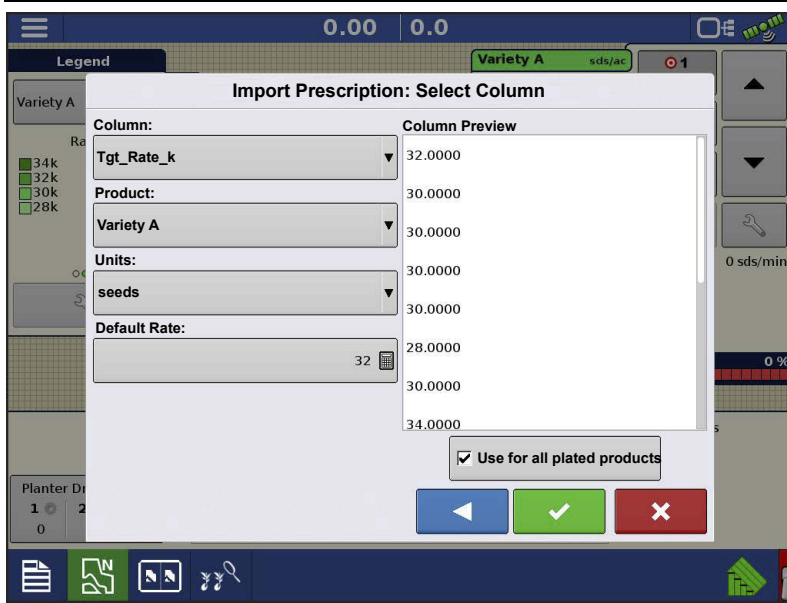 0.00 0.0
Legend
Variety A sds/ac
1
Import Prescription: Select Column
Variety A
Ra
34k
32k
30k
28k
Column:
Tgt_Rate_k
Product:
Variety A
Units:
seeds
Default Rate:
32
Column Preview
32.0000
30.0000
30.0000
30.0000
30.0000
28.0000
30.0000
34.0000
Use for all plated products
0 sds/min
0 %
s
Planter Dr
1 2
0
N